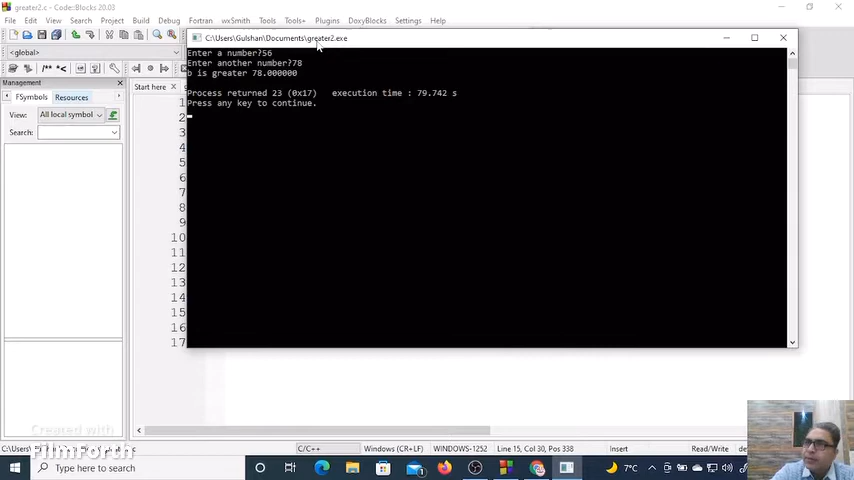 greater2.c - Code::Blocks 20.03
File Edit View Search Project Build Debug Fortran wxSmith Tools Tools+ Plugins DoxyBlocks Settings Help
<global>
Management
FSymbols Resources
View: All local symbol
Search:
Start here
C:\Users\Gulshan\Documents\greater2.exe
Enter a number?56
Enter another number?78
b is greater 78.000000
Process returned 23 (0x17) execution time : 79.742 s
Press any key to continue.
1
2
3
4
5
6
7
8
9
10
11
12
13
14
15
16
17
Created with
FilmForth
C/C++ Windows (CR+LF) WINDOWS-1252 Line 15, Col 30, Pos 338 Insert Read/Write
Type here to search
7°C